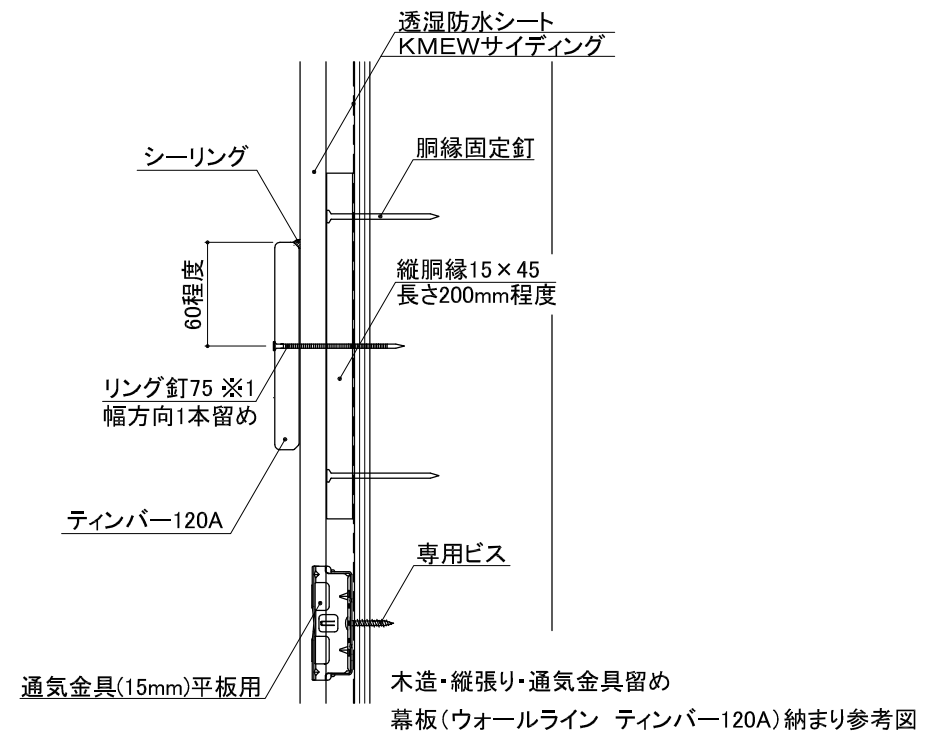 透湿防水シート
KMEWサイディング
シーリング
胴縁固定釘
60程度
縦胴縁15×45
長さ200mm程度
リング釘75 ※1
幅方向1本留め
ティンバー120A
専用ビス
通気金具(15mm)平板用
木造・縦張り・通気金具留め
幕板(ウォールライン ティンバー120A)納まり参考図